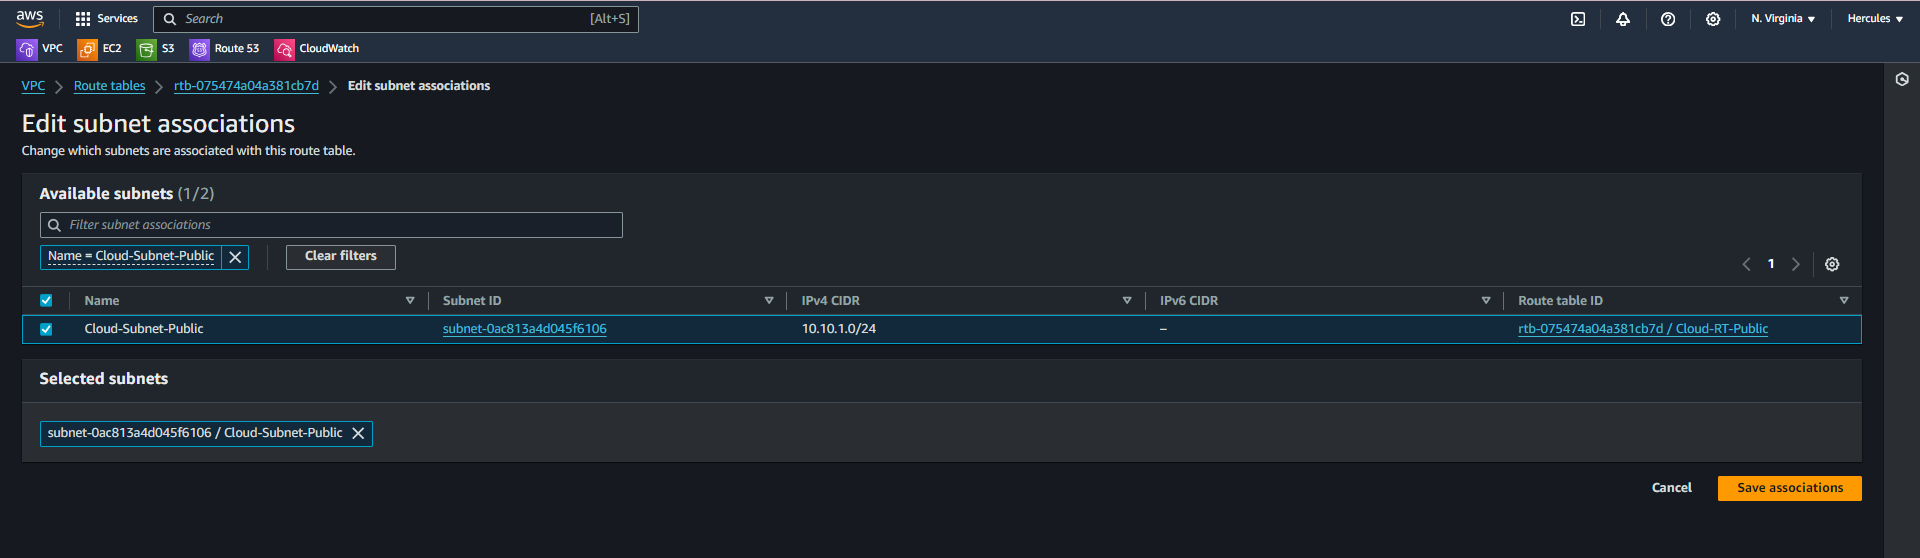 aws Services Search [Alt+S] N. Virginia Hercules
VPC EC2 S3 Route 53 CloudWatch
VPC Route tables rtb-075474a04a381cb7d Edit subnet associations
Edit subnet associations
Change which subnets are associated with this route table.
Available subnets (1/2)
Filter subnet associations
Name = Cloud-Subnet-Public Clear filters
1
Name Subnet ID IPv4 CIDR IPv6 CIDR Route table ID
Cloud-Subnet-Public subnet-0ac813a4d045f6106 10.10.1.0/24 – rtb-075474a04a381cb7d / Cloud-RT-Public
Selected subnets
subnet-0ac813a4d045f6106 / Cloud-Subnet-Public
Cancel Save associations